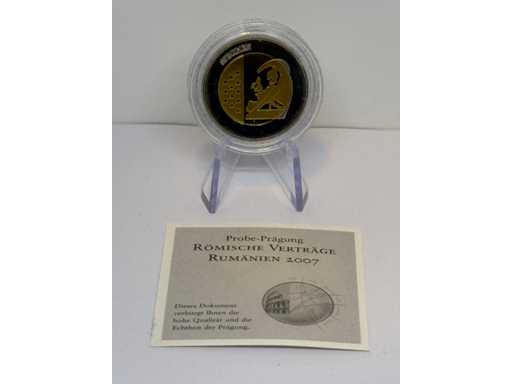 Probe-Prägung
Römische Verträge
Rumänien 2007
Dieses Dokument
verbürgt Ihnen die
hohe Qualität und die
Echtheit der Prägung.